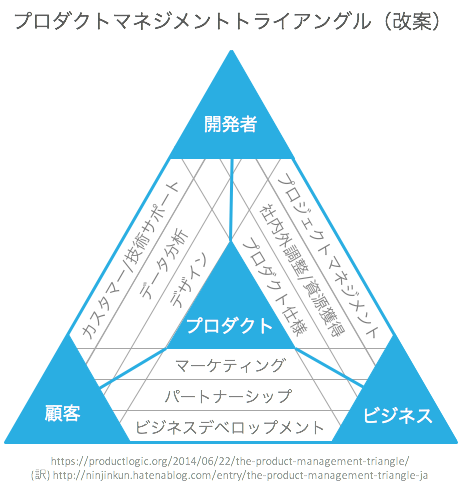 プロダクトマネジメントトライアングル（改案）
開発者
カスタマー/技術サポート
データ分析
デザイン
プロジェクトマネジメント
社内外調整/資源獲得
プロダクト仕様
プロダクト
マーケティング
パートナーシップ
ビジネスデベロップメント
顧客
ビジネス
https://productlogic.org/2014/06/22/the-product-management-triangle/
(訳) http://ninjinkun.hatenablog.com/entry/the-product-management-triangle-ja